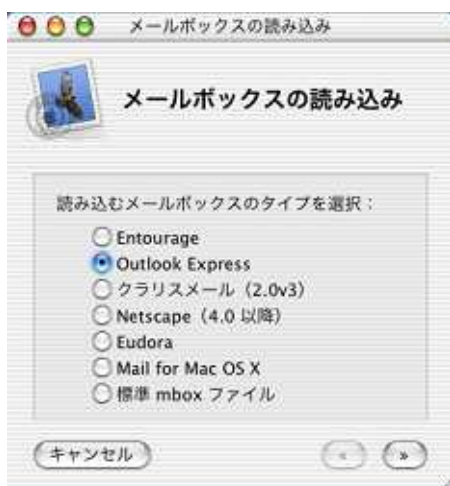 メールボックスの読み込み
メールボックスの読み込み
読み込むメールボックスのタイプを選択：
Entourage
Outlook Express
クラリスメール（2.0v3）
Netscape（4.0 以降）
Eudora
Mail for Mac OS X
標準 mbox ファイル
キャンセル
« »